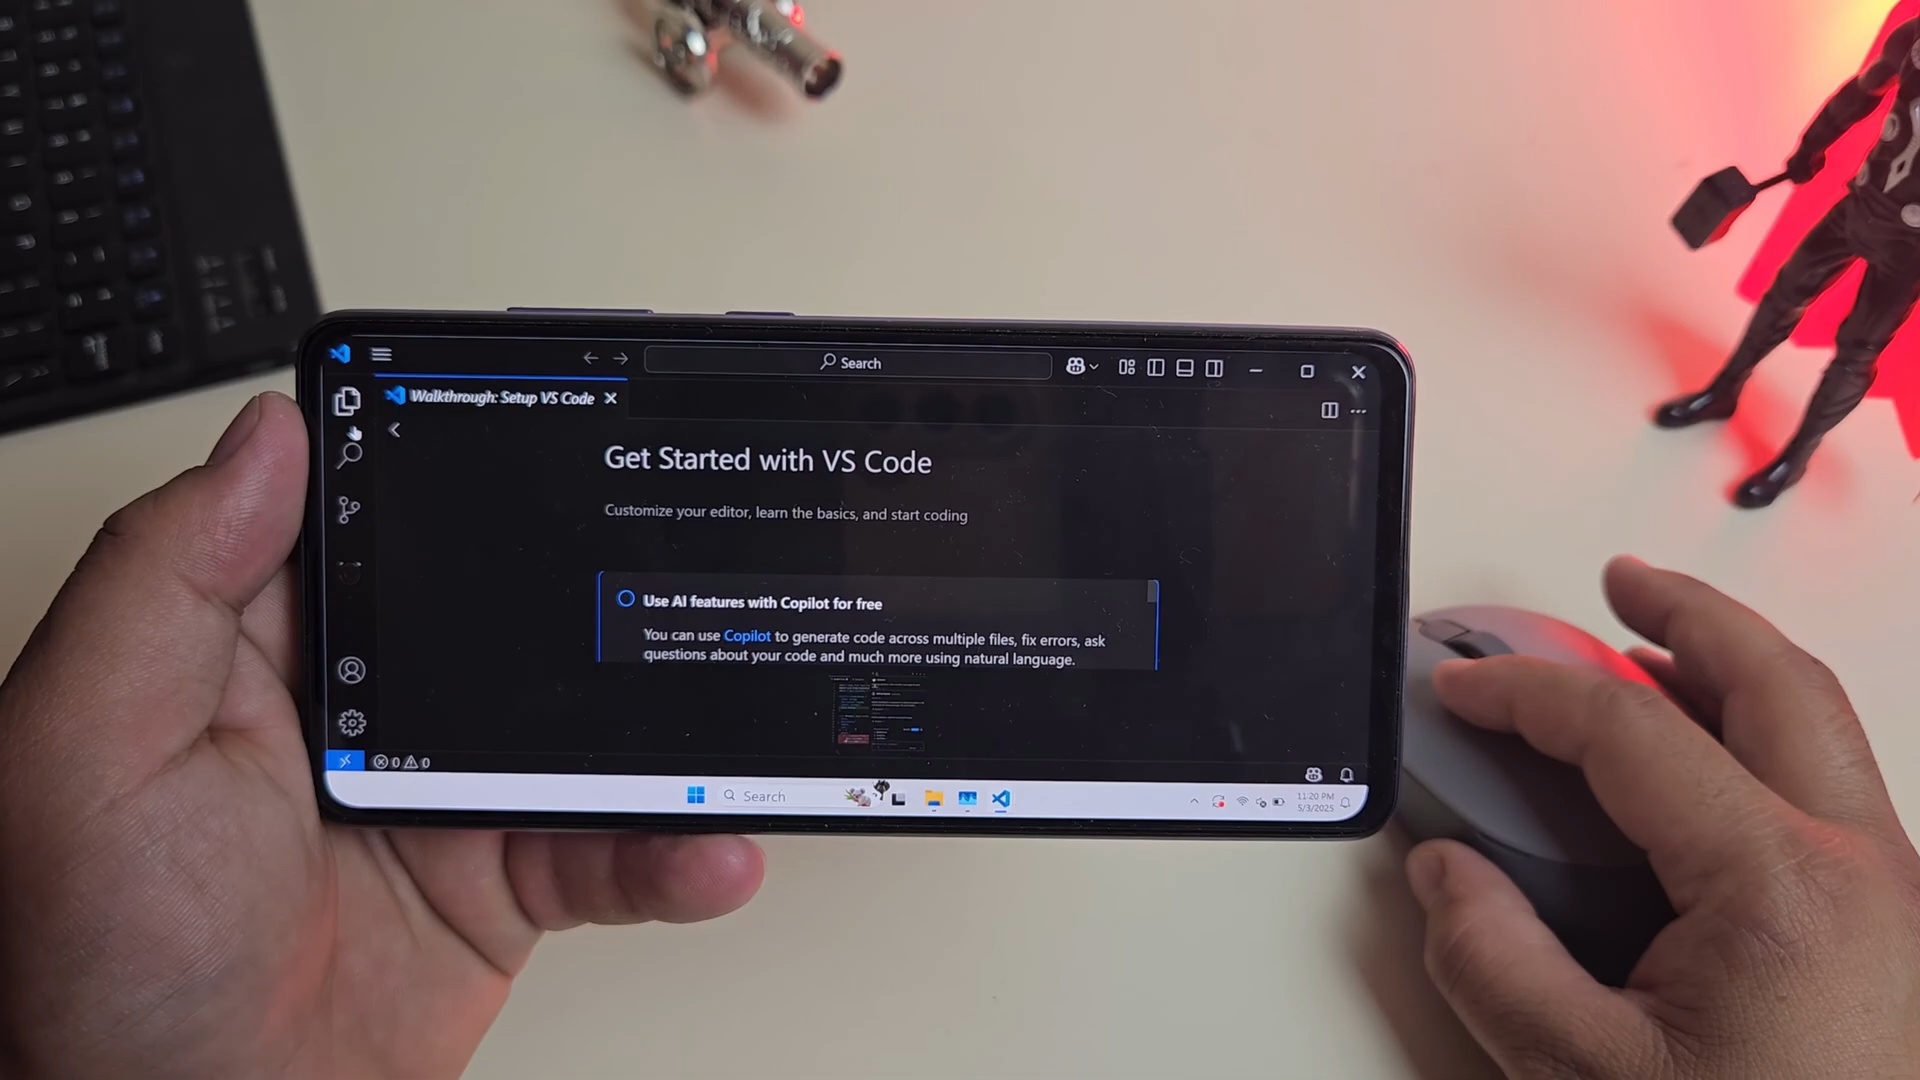 Search
Walkthrough: Setup VS Code
Get Started with VS Code
Customize your editor, learn the basics, and start coding
Use AI features with Copilot for free
You can use Copilot to generate code across multiple files, fix errors, ask
questions about your code and much more using natural language.
0 0
Search
11:20 PM
5/3/2025